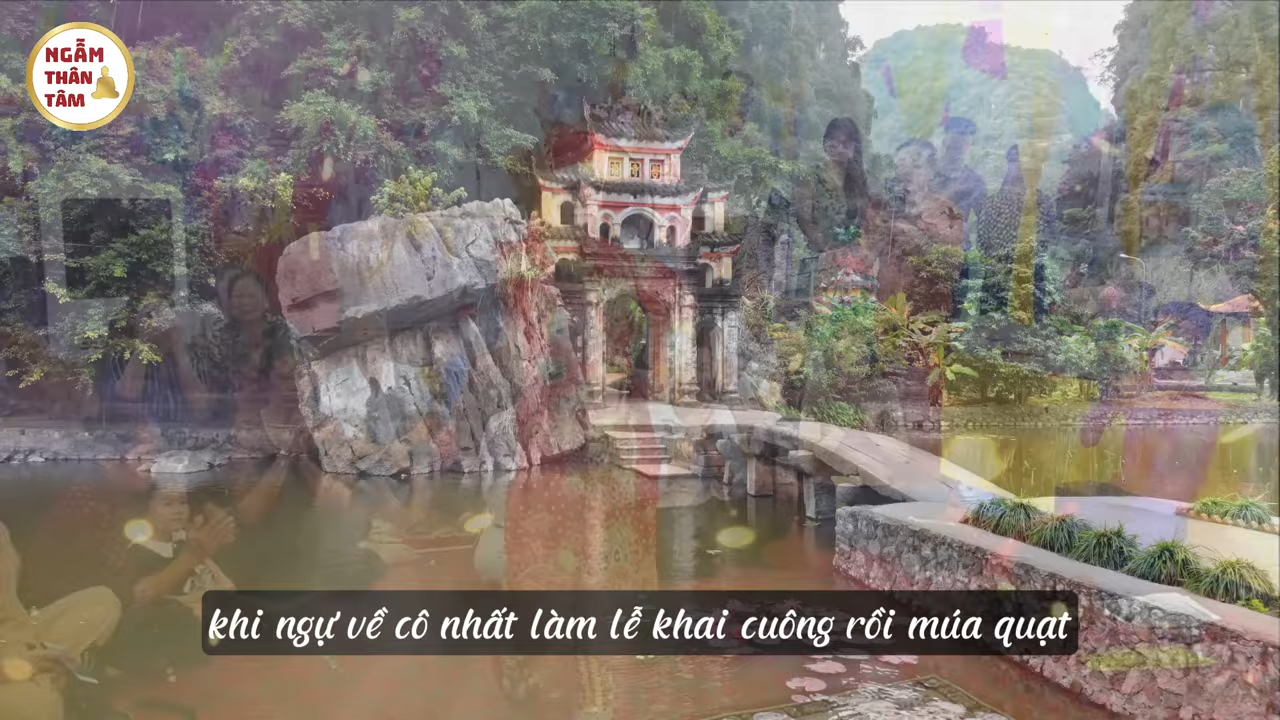 NGẪM
THÂN
TÂM
khi ngự về cô nhất làm lễ khai cuông rồi múa quạt